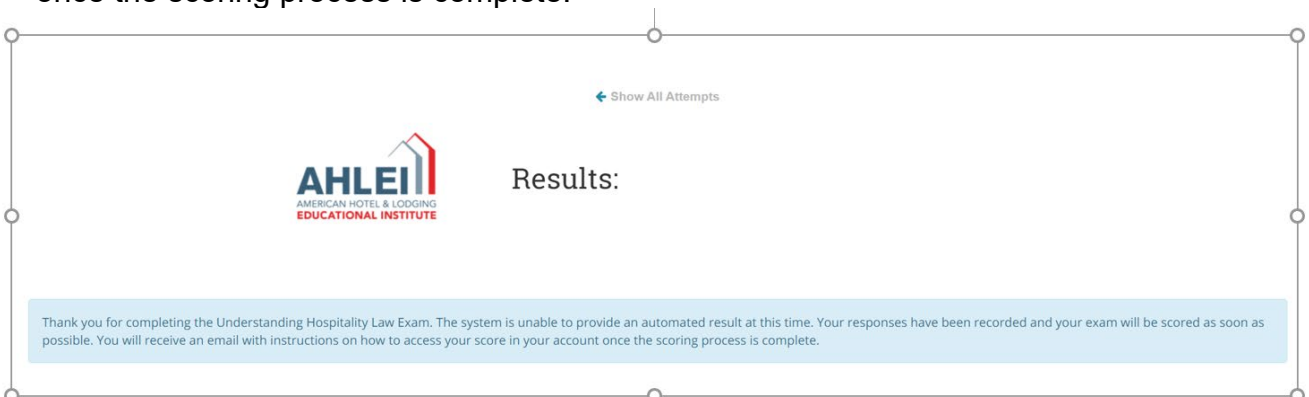 once the scoring process is complete.
Show All Attempts
AHLEI
AMERICAN HOTEL & LODGING
EDUCATIONAL INSTITUTE
Results:
Thank you for completing the Understanding Hospitality Law Exam. The system is unable to provide an automated result at this time. Your responses have been recorded and your exam will be scored as soon as
possible. You will receive an email with instructions on how to access your score in your account once the scoring process is complete.